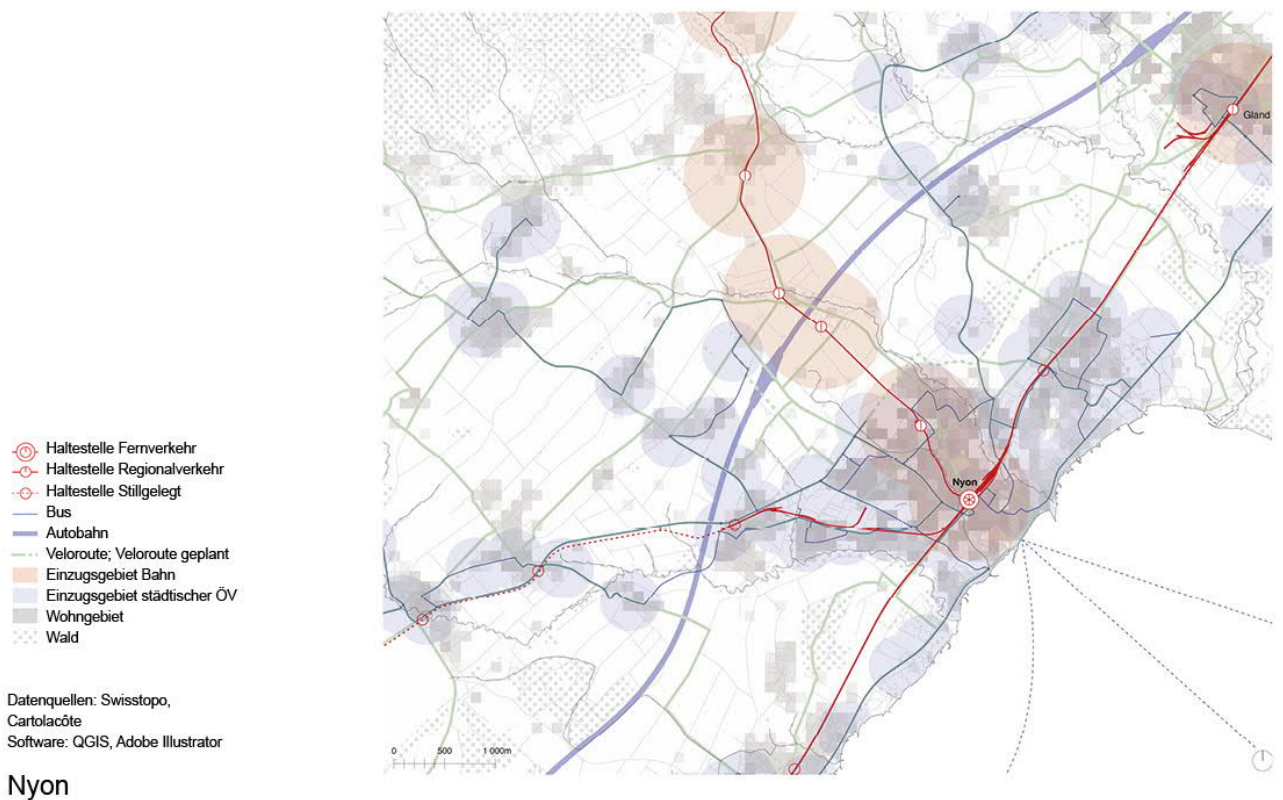 Haltestelle Fernverkehr
Haltestelle Regionalverkehr
Haltestelle Stillgelegt
Bus
Autobahn
Veloroute; Veloroute geplant
Einzugsgebiet Bahn
Einzugsgebiet städtischer ÖV
Wohngebiet
Wald
Datenquellen: Swisstopo,
Cartolacôte
Software: QGIS, Adobe Illustrator
Nyon
Gland
Nyon
0 500 1 000m